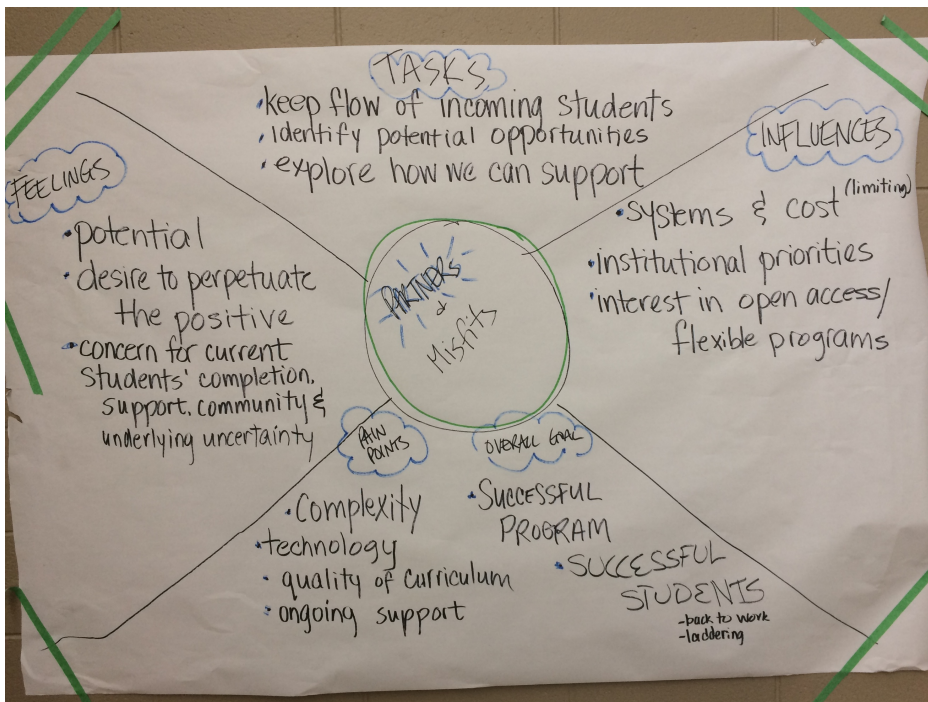 TASKS
• keep flow of incoming students
• identify potential opportunities
• explore how we can support
INFLUENCES
• systems & cost (limiting)
• institutional priorities
• interest in open access/
flexible programs
FEELINGS
• potential
• desire to perpetuate
the positive
• concern for current
students' completion,
support, community &
underlying uncertainty
PARTNERS
&
Misfits
PAIN
POINTS
• Complexity
• technology
• quality of curriculum
• ongoing support
OVERALL GOAL
• SUCCESSFUL
PROGRAM
• SUCCESSFUL
STUDENTS
- back to work
- laddering